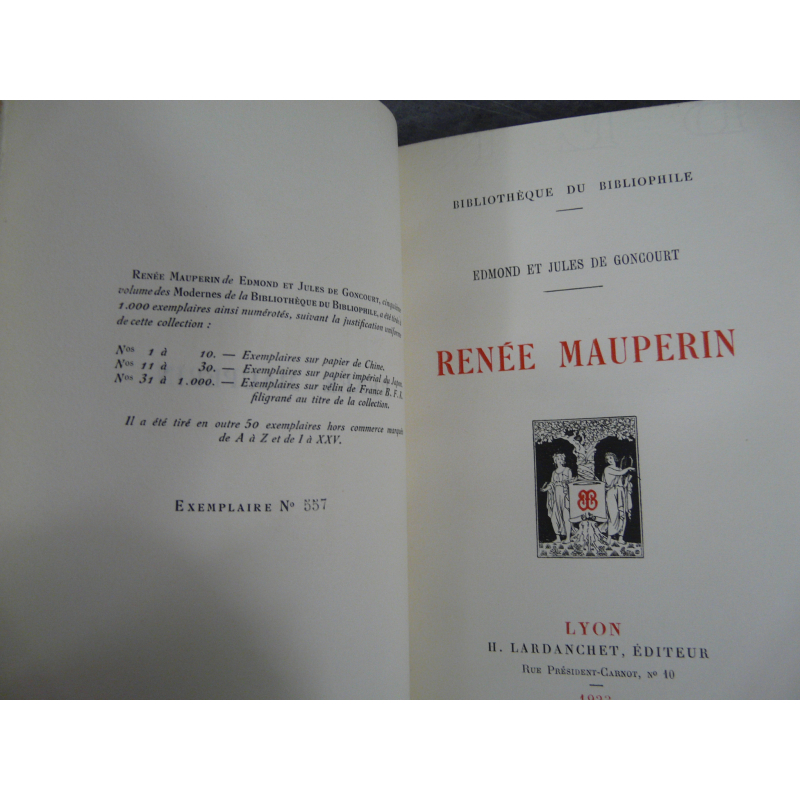 RENÉE MAUPERIN de EDMOND ET JULES DE GONCOURT, cinquième
volume des Modernes de la BIBLIOTHÈQUE DU BIBLIOPHILE, a été tiré à
1.000 exemplaires ainsi numérotés, suivant la justification uniforme
de cette collection :
Nos 1 à 10. — Exemplaires sur papier de Chine.
Nos 11 à 30. — Exemplaires sur papier impérial du Japon.
Nos 31 à 1.000. — Exemplaires sur vélin de France B. F. K.
filigrané au titre de la collection.
Il a été tiré en outre 50 exemplaires hors commerce marqués
de A à Z et de I à XXV.
EXEMPLAIRE No 557
BIBLIOTHÈQUE DU BIBLIOPHILE
EDMOND ET JULES DE GONCOURT
RENÉE MAUPERIN
LYON
H. LARDANCHET, ÉDITEUR
RUE PRÉSIDENT-CARNOT, No 10